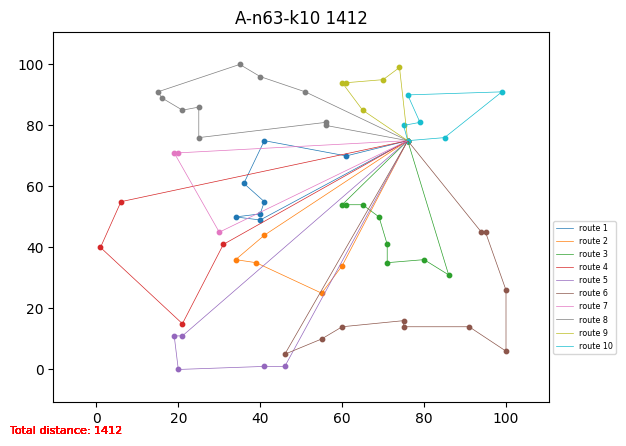 A-n63-k10 1412
100
80
60
40
20
0
0 20 40 60 80 100
route 1
route 2
route 3
route 4
route 5
route 6
route 7
route 8
route 9
route 10
Total distance: 1412